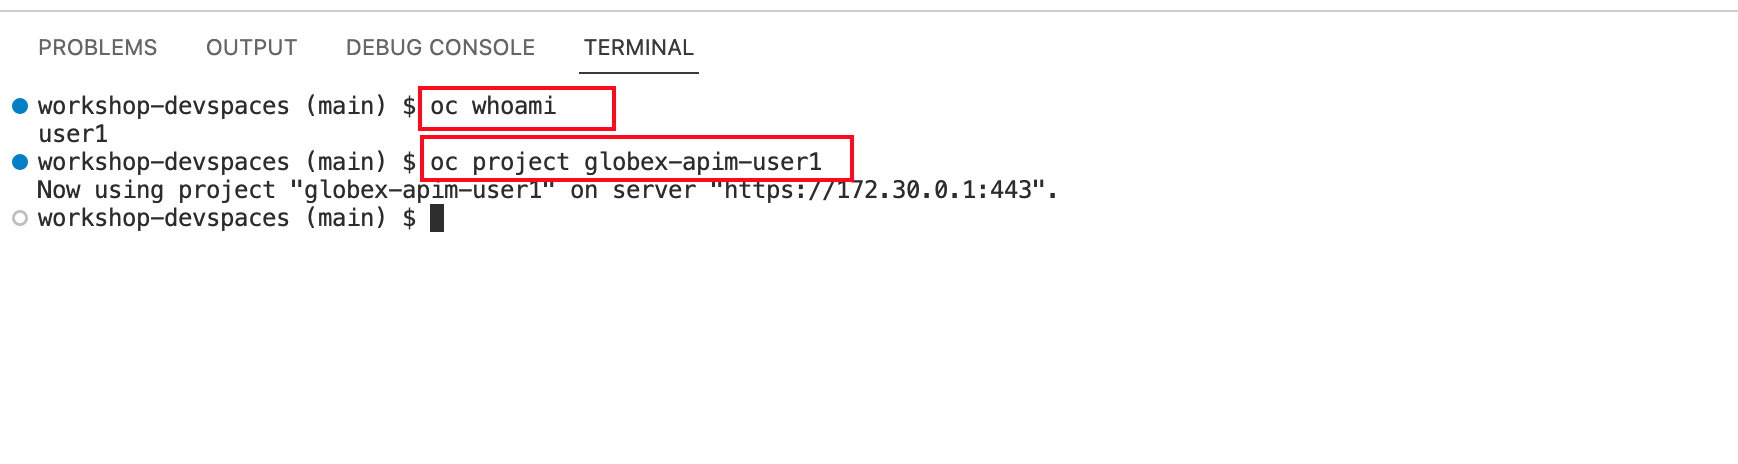 PROBLEMS OUTPUT DEBUG CONSOLE TERMINAL
workshop-devspaces (main) $ oc whoami
user1
workshop-devspaces (main) $ oc project globex-apim-user1
Now using project "globex-apim-user1" on server "https://172.30.0.1:443".
workshop-devspaces (main) $